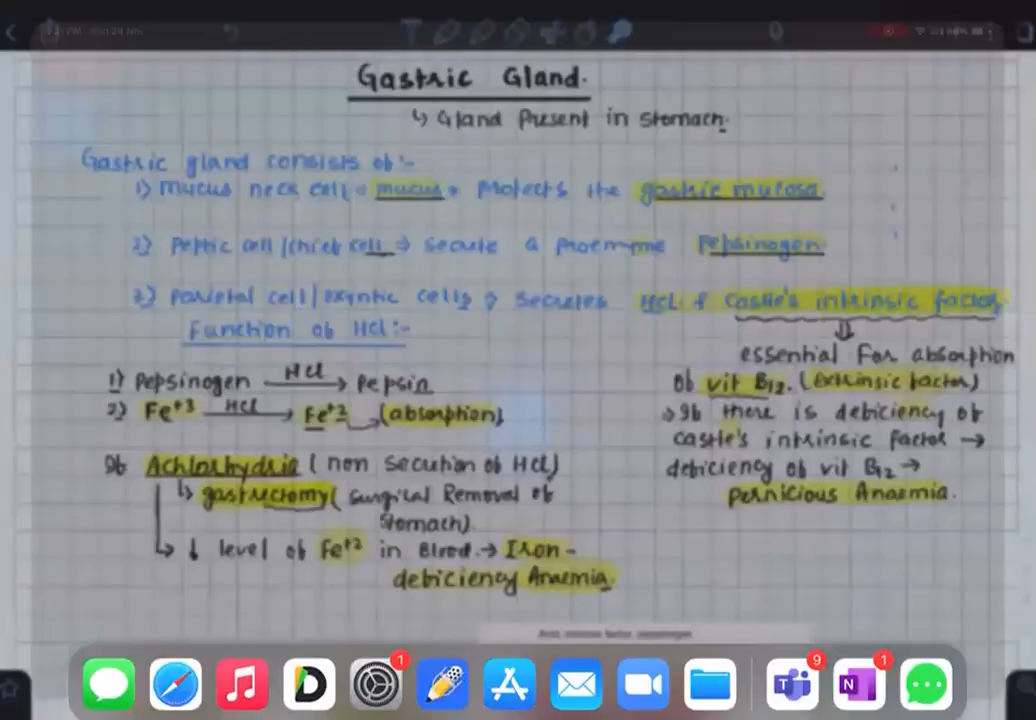 Gastric Gland.
↳ Gland Present in stomach.
Gastric gland consists of :-
1) Mucus neck cell → mucus → Protects the gastric mucosa.
2) Peptic cell / chief cell ⇒ secrete a proenzyme Pepsinogen.
3) Parietal cell / oxyntic cells → Secretes HCl & Castle's intrinsic factor
Function of HCl :-
1) Pepsinogen HCl → Pepsin
2) Fe+3 HCl → Fe+2 → (absorption)
If Achlorhydria (non secretion of HCl)
↳ gastrectomy (Surgical Removal of
Stomach)
↳ ↓ level of Fe+2 in Blood. → Iron-
deficiency Anaemia.
⇓
essential For absorption
of vit B12. (extrinsic factor)
→ If there is deficiency of
castle's intrinsic factor →
deficiency of vit B12 →
pernicious Anaemia.
1
9
1
N